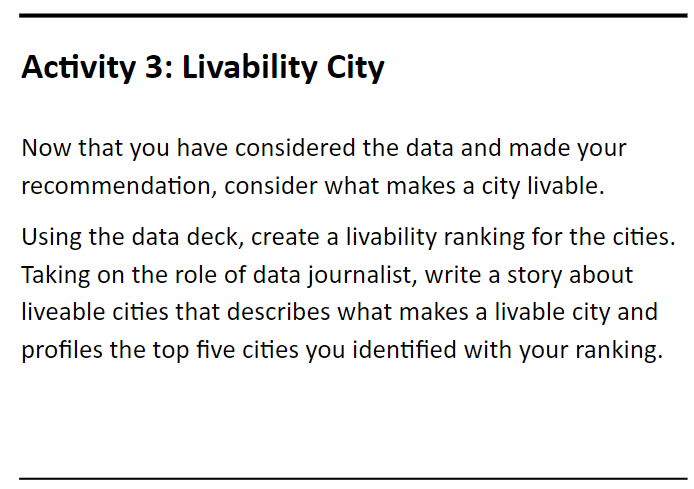 Activity 3: Livability City
Now that you have considered the data and made your
recommendation, consider what makes a city livable.
Using the data deck, create a livability ranking for the cities.
Taking on the role of data journalist, write a story about
liveable cities that describes what makes a livable city and
profiles the top five cities you identified with your ranking.